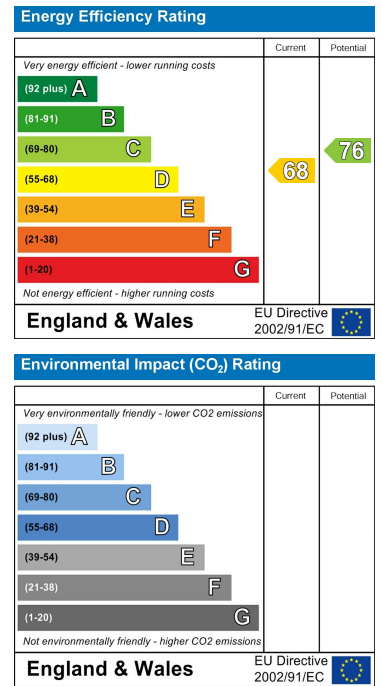 Energy Efficiency Rating
Current Potential
Very energy efficient - lower running costs
(92 plus) A
(81-91) B
(69-80) C
(55-68) D
(39-54) E
(21-38) F
(1-20) G
68
76
Not energy efficient - higher running costs
England & Wales
EU Directive
2002/91/EC
Environmental Impact (CO₂) Rating
Current Potential
Very environmentally friendly - lower CO2 emissions
(92 plus) A
(81-91) B
(69-80) C
(55-68) D
(39-54) E
(21-38) F
(1-20) G
Not environmentally friendly - higher CO2 emissions
England & Wales
EU Directive
2002/91/EC